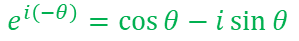 e^{i(-θ)} = cos θ − i sin θ